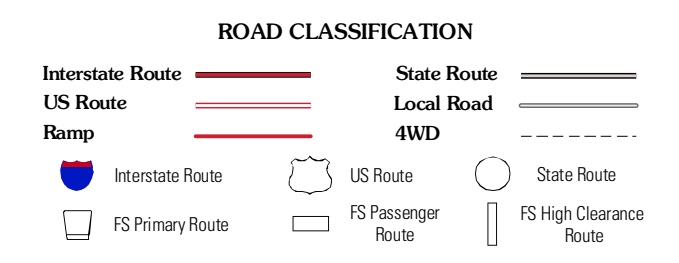 ROAD CLASSIFICATION
Interstate Route
State Route
US Route
Local Road
Ramp
4WD
Interstate Route
US Route
State Route
FS Primary Route
FS Passenger
Route
FS High Clearance
Route